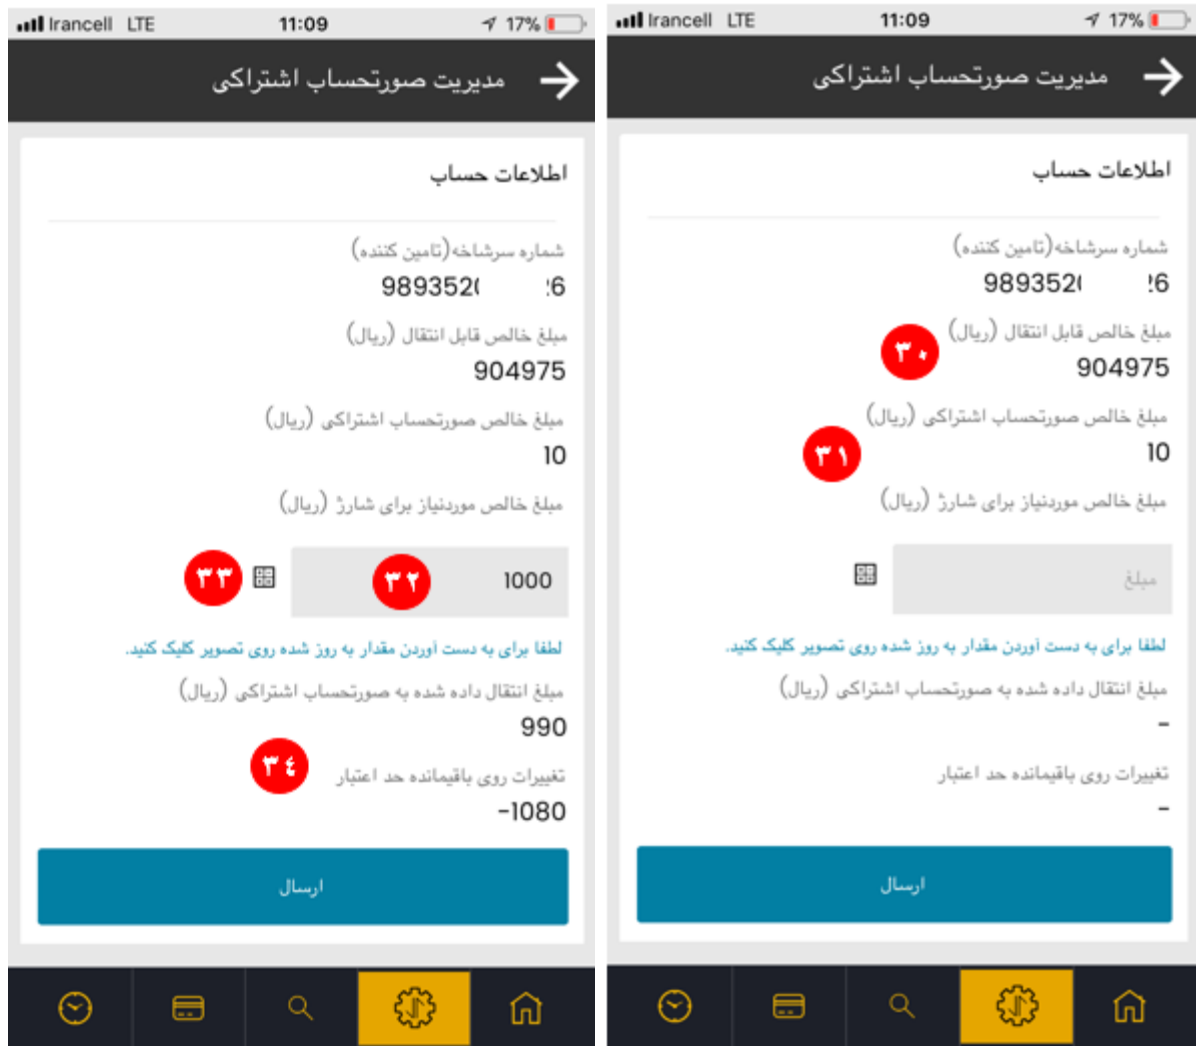 Irancell LTE 11:09 17%
مدیریت صورتحساب اشتراکی
اطلاعات حساب
شماره سرشاخه(تامین کننده)
989352 26
مبلغ خالص قابل انتقال (ریال)
904975
مبلغ خالص صورتحساب اشتراکی (ریال)
10
مبلغ خالص موردنیاز برای شارژ (ریال)
1000
۳۲
۳۳
لطفا برای به دست آوردن مقدار به روز شده روی تصویر کلیک کنید.
مبلغ انتقال داده شده به صورتحساب اشتراکی (ریال)
990
تغییرات روی باقیمانده حد اعتبار
۳٤
-1080
ارسال
Irancell LTE 11:09 17%
مدیریت صورتحساب اشتراکی
اطلاعات حساب
شماره سرشاخه(تامین کننده)
989352 26
مبلغ خالص قابل انتقال (ریال)
۳۰
904975
مبلغ خالص صورتحساب اشتراکی (ریال)
۳۱
10
مبلغ خالص موردنیاز برای شارژ (ریال)
مبلغ
لطفا برای به دست آوردن مقدار به روز شده روی تصویر کلیک کنید.
مبلغ انتقال داده شده به صورتحساب اشتراکی (ریال)
-
تغییرات روی باقیمانده حد اعتبار
-
ارسال